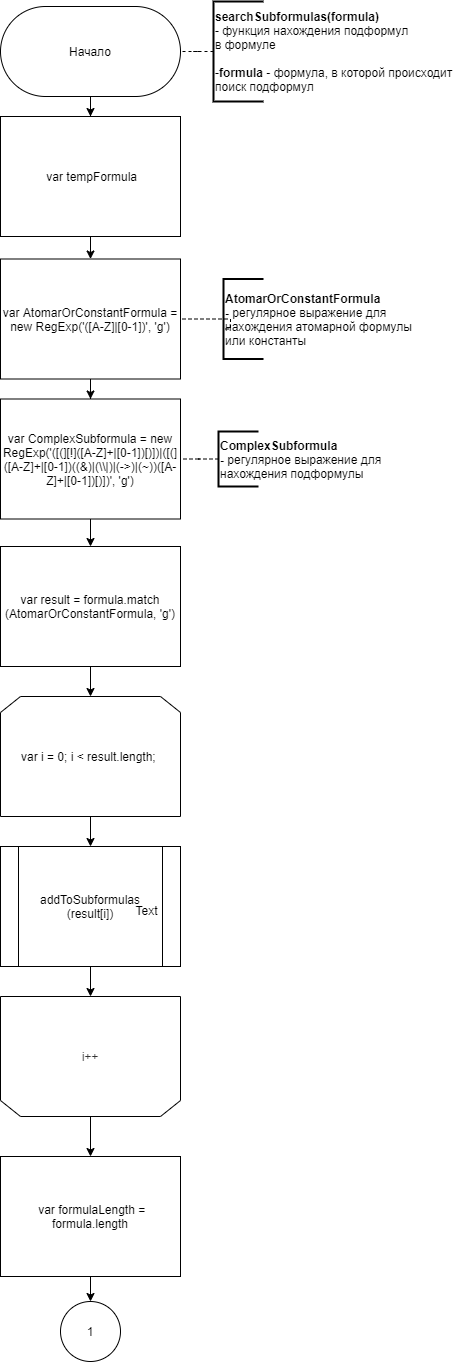 Начало
searchSubformulas(formula)
- функция нахождения подформул
в формуле
-formula - формула, в которой происходит
поиск подформул
var tempFormula
var AtomarOrConstantFormula =
new RegExp('([A-Z]|[0-1])', 'g')
AtomarOrConstantFormula
- регулярное выражение для
нахождения атомарной формулы
или константы
var ComplexSubformula = new
RegExp('([(][!]([A-Z]+|[0-1])[)])|([(]
([A-Z]+|[0-1])((&)|(\\|)|(->)|(~))([A-
Z]+|[0-1])[)])', 'g')
ComplexSubformula
- регулярное выражение для
нахождения подформулы
var result = formula.match
(AtomarOrConstantFormula, 'g')
var i = 0; i < result.length;
addToSubformulas
(result[i])
Text
i++
var formulaLength =
formula.length
1